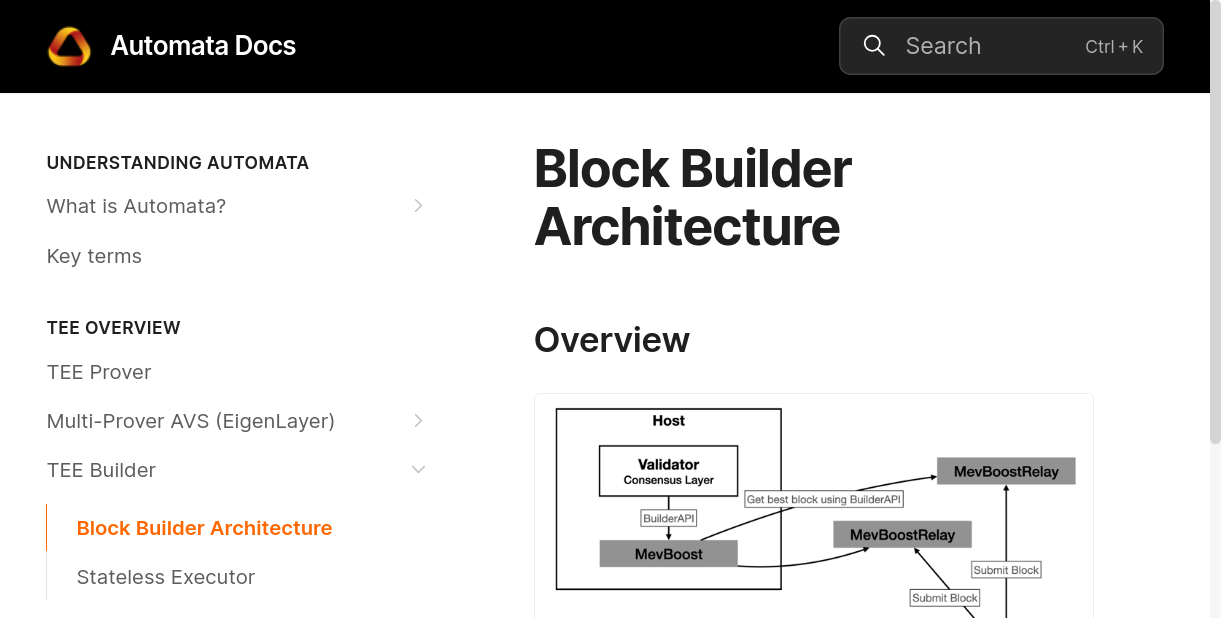 Automata Docs
Search
Ctrl + K
UNDERSTANDING AUTOMATA
What is Automata?
Key terms
TEE OVERVIEW
TEE Prover
Multi-Prover AVS (EigenLayer)
TEE Builder
Block Builder Architecture
Stateless Executor
Block Builder
Architecture
Overview
Host
Validator
Consensus Layer
BuilderAPI
MevBoost
Get best block using BuilderAPI
MevBoostRelay
MevBoostRelay
Submit Block
Submit Block